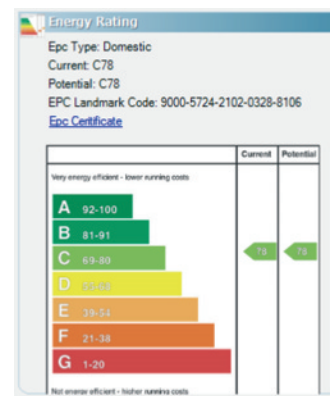 Energy Rating
Epc Type: Domestic
Current: C78
Potential: C78
EPC Landmark Code: 9000-5724-2102-0328-8106
Epc Certificate
Current Potential
Very energy efficient - lower running costs
A 92-100
B 81-91
C 69-80 78 78
D
E 39-54
F 21-38
G 1-20
Not energy efficient - higher running costs